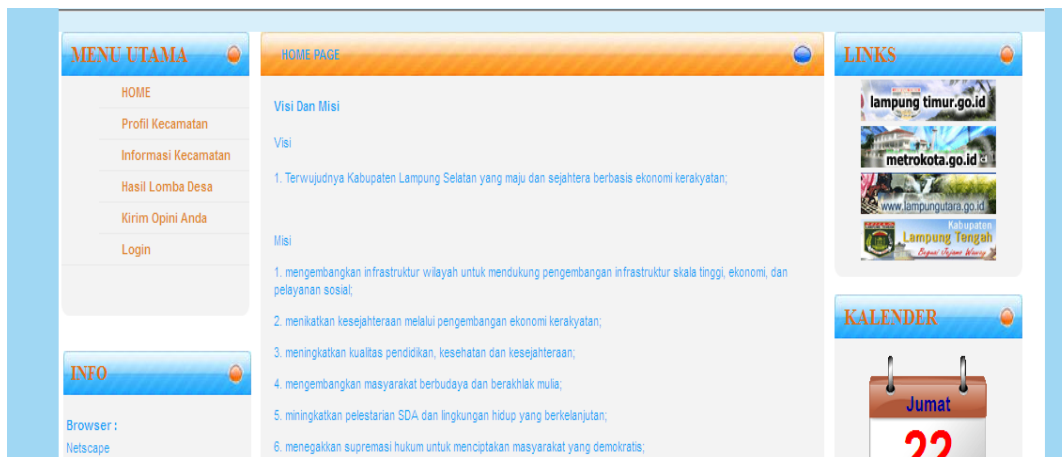 MENU UTAMA
HOME
Profil Kecamatan
Informasi Kecamatan
Hasil Lomba Desa
Kirim Opini Anda
Login
INFO
Browser :
Netscape
HOME PAGE
Visi Dan Misi
Visi
1. Terwujudnya Kabupaten Lampung Selatan yang maju dan sejahtera berbasis ekonomi kerakyatan;
Misi
1. mengembangkan infrastruktur wilayah untuk mendukung pengembangan infrastruktur skala tinggi, ekonomi, dan
pelayanan sosial;
2. menikatkan kesejahteraan melalui pengembangan ekonomi kerakyatan;
3. meningkatkan kualitas pendidikan, kesehatan dan kesejahteraan;
4. mengembangkan masyarakat berbudaya dan berakhlak mulia;
5. miningkatkan pelestarian SDA dan lingkungan hidup yang berkelanjutan;
6. menegakkan supremasi hukum untuk menciptakan masyarakat yang demokratis;
LINKS
lampung timur.go.id
metrokota.go.id
www.lampungutara.go.id
Kabupaten
Lampung Tengah
KALENDER
Jumat
22